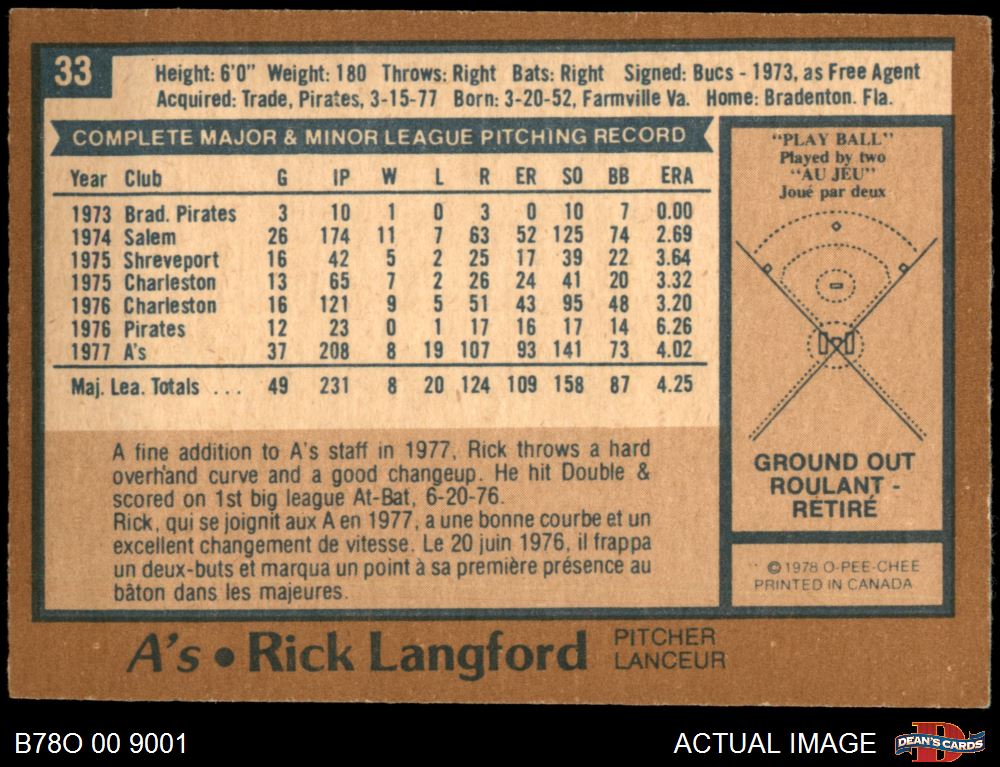 33
Height: 6'0" Weight: 180 Throws: Right Bats: Right Signed: Bucs - 1973, as Free Agent
Acquired: Trade, Pirates, 3-15-77 Born: 3-20-52, Farmville Va. Home: Bradenton. Fla.
COMPLETE MAJOR & MINOR LEAGUE PITCHING RECORD
Year Club G IP W L R ER SO BB ERA
1973 Brad. Pirates 3 10 1 0 3 0 10 7 0.00
1974 Salem 26 174 11 7 63 52 125 74 2.69
1975 Shreveport 16 42 5 2 25 17 39 22 3.64
1975 Charleston 13 65 7 2 26 24 41 20 3.32
1976 Charleston 16 121 9 5 51 43 95 48 3.20
1976 Pirates 12 23 0 1 17 16 17 14 6.26
1977 A's 37 208 8 19 107 93 141 73 4.02
Maj. Lea. Totals ... 49 231 8 20 124 109 158 87 4.25
A fine addition to A's staff in 1977, Rick throws a hard
overhand curve and a good changeup. He hit Double &
scored on 1st big league At-Bat, 6-20-76.
Rick, qui se joignit aux A en 1977, a une bonne courbe et un
excellent changement de vitesse. Le 20 juin 1976, il frappa
un deux-buts et marqua un point à sa première présence au
bâton dans les majeures.
"PLAY BALL"
Played by two
"AU JEU"
Joué par deux
GROUND OUT
ROULANT -
RETIRÉ
© 1978 O-PEE-CHEE
PRINTED IN CANADA
A's • Rick Langford
PITCHER
LANCEUR
B78O 00 9001
ACTUAL IMAGE
D
DEAN'S CARDS